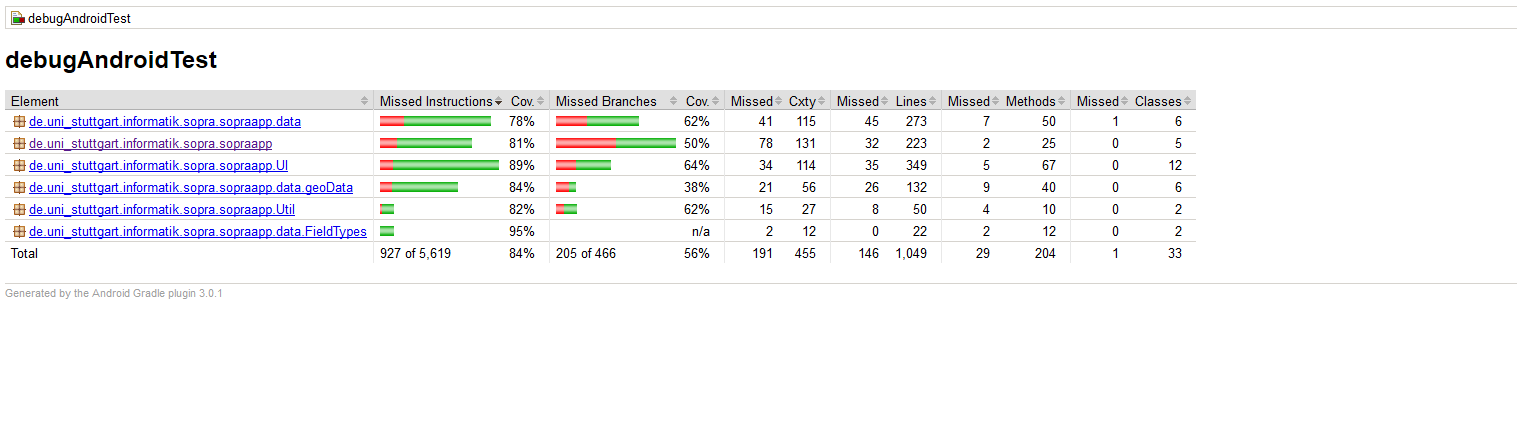 debugAndroidTest
debugAndroidTest
Element Missed Instructions Cov. Missed Branches Cov. Missed Cxty Missed Lines Missed Methods Missed Classes
de.uni_stuttgart.informatik.sopra.sopraapp.data 78% 62% 41 115 45 273 7 50 1 6
de.uni_stuttgart.informatik.sopra.sopraapp 81% 50% 78 131 32 223 2 25 0 5
de.uni_stuttgart.informatik.sopra.sopraapp.UI 89% 64% 34 114 35 349 5 67 0 12
de.uni_stuttgart.informatik.sopra.sopraapp.data.geoData 84% 38% 21 56 26 132 9 40 0 6
de.uni_stuttgart.informatik.sopra.sopraapp.Util 82% 62% 15 27 8 50 4 10 0 2
de.uni_stuttgart.informatik.sopra.sopraapp.data.FieldTypes 95% n/a 2 12 0 22 2 12 0 2
Total 927 of 5,619 84% 205 of 466 56% 191 455 146 1,049 29 204 1 33
Generated by the Android Gradle plugin 3.0.1